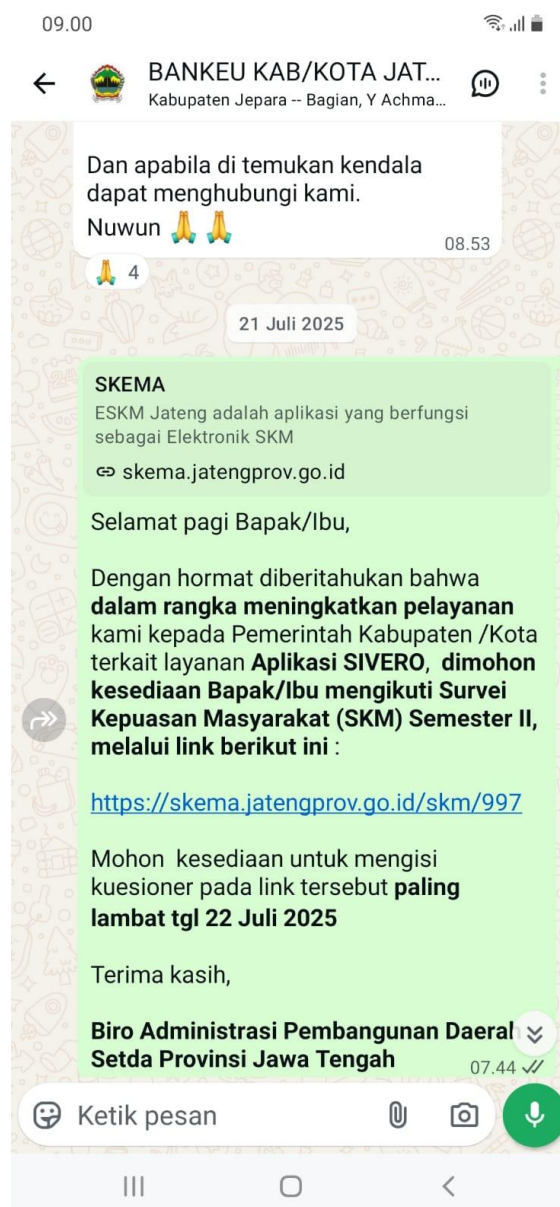 09.00
BANKEU KAB/KOTA JAT...
Kabupaten Jepara -- Bagian, Y Achma...
Dan apabila di temukan kendala
dapat menghubungi kami.
Nuwun 🙏 🙏
08.53
🙏 4
21 Juli 2025
SKEMA
ESKM Jateng adalah aplikasi yang berfungsi
sebagai Elektronik SKM
skema.jatengprov.go.id
Selamat pagi Bapak/Ibu,
Dengan hormat diberitahukan bahwa
dalam rangka meningkatkan pelayanan
kami kepada Pemerintah Kabupaten /Kota
terkait layanan Aplikasi SIVERO, dimohon
kesediaan Bapak/Ibu mengikuti Survei
Kepuasan Masyarakat (SKM) Semester II,
melalui link berikut ini :
https://skema.jatengprov.go.id/skm/997
Mohon kesediaan untuk mengisi
kuesioner pada link tersebut paling
lambat tgl 22 Juli 2025
Terima kasih,
Biro Administrasi Pembangunan Daerah
Setda Provinsi Jawa Tengah
07.44
Ketik pesan